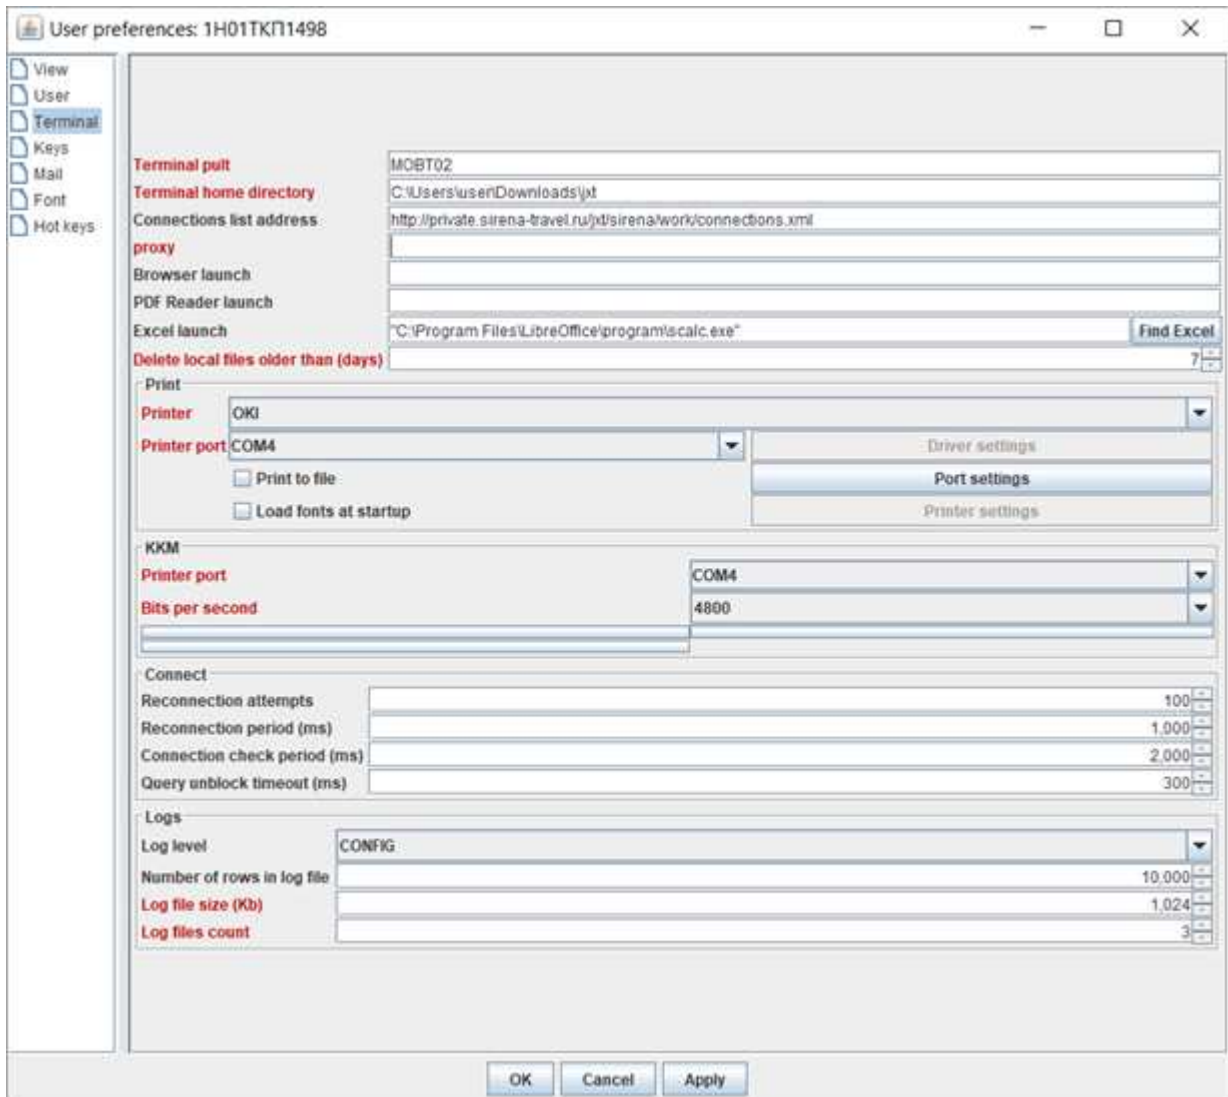 User preferences: 1Н01ТКП1498
View
User
Terminal
Keys
Mail
Font
Hot keys
Terminal pult MOBT02
Terminal home directory C:\Users\user\Downloads\jxt
Connections list address http://private.sirena-travel.ru/jxt/sirena/work/connections.xml
proxy
Browser launch
PDF Reader launch
Excel launch "C:\Program Files\LibreOffice\program\scalc.exe" Find Excel
Delete local files older than (days) 7
Print
Printer OKI
Printer port COM4 Driver settings
Print to file Port settings
Load fonts at startup Printer settings
KKM
Printer port COM4
Bits per second 4800
Connect
Reconnection attempts 100
Reconnection period (ms) 1,000
Connection check period (ms) 2,000
Query unblock timeout (ms) 300
Logs
Log level CONFIG
Number of rows in log file 10,000
Log file size (Kb) 1,024
Log files count 3
OK Cancel Apply